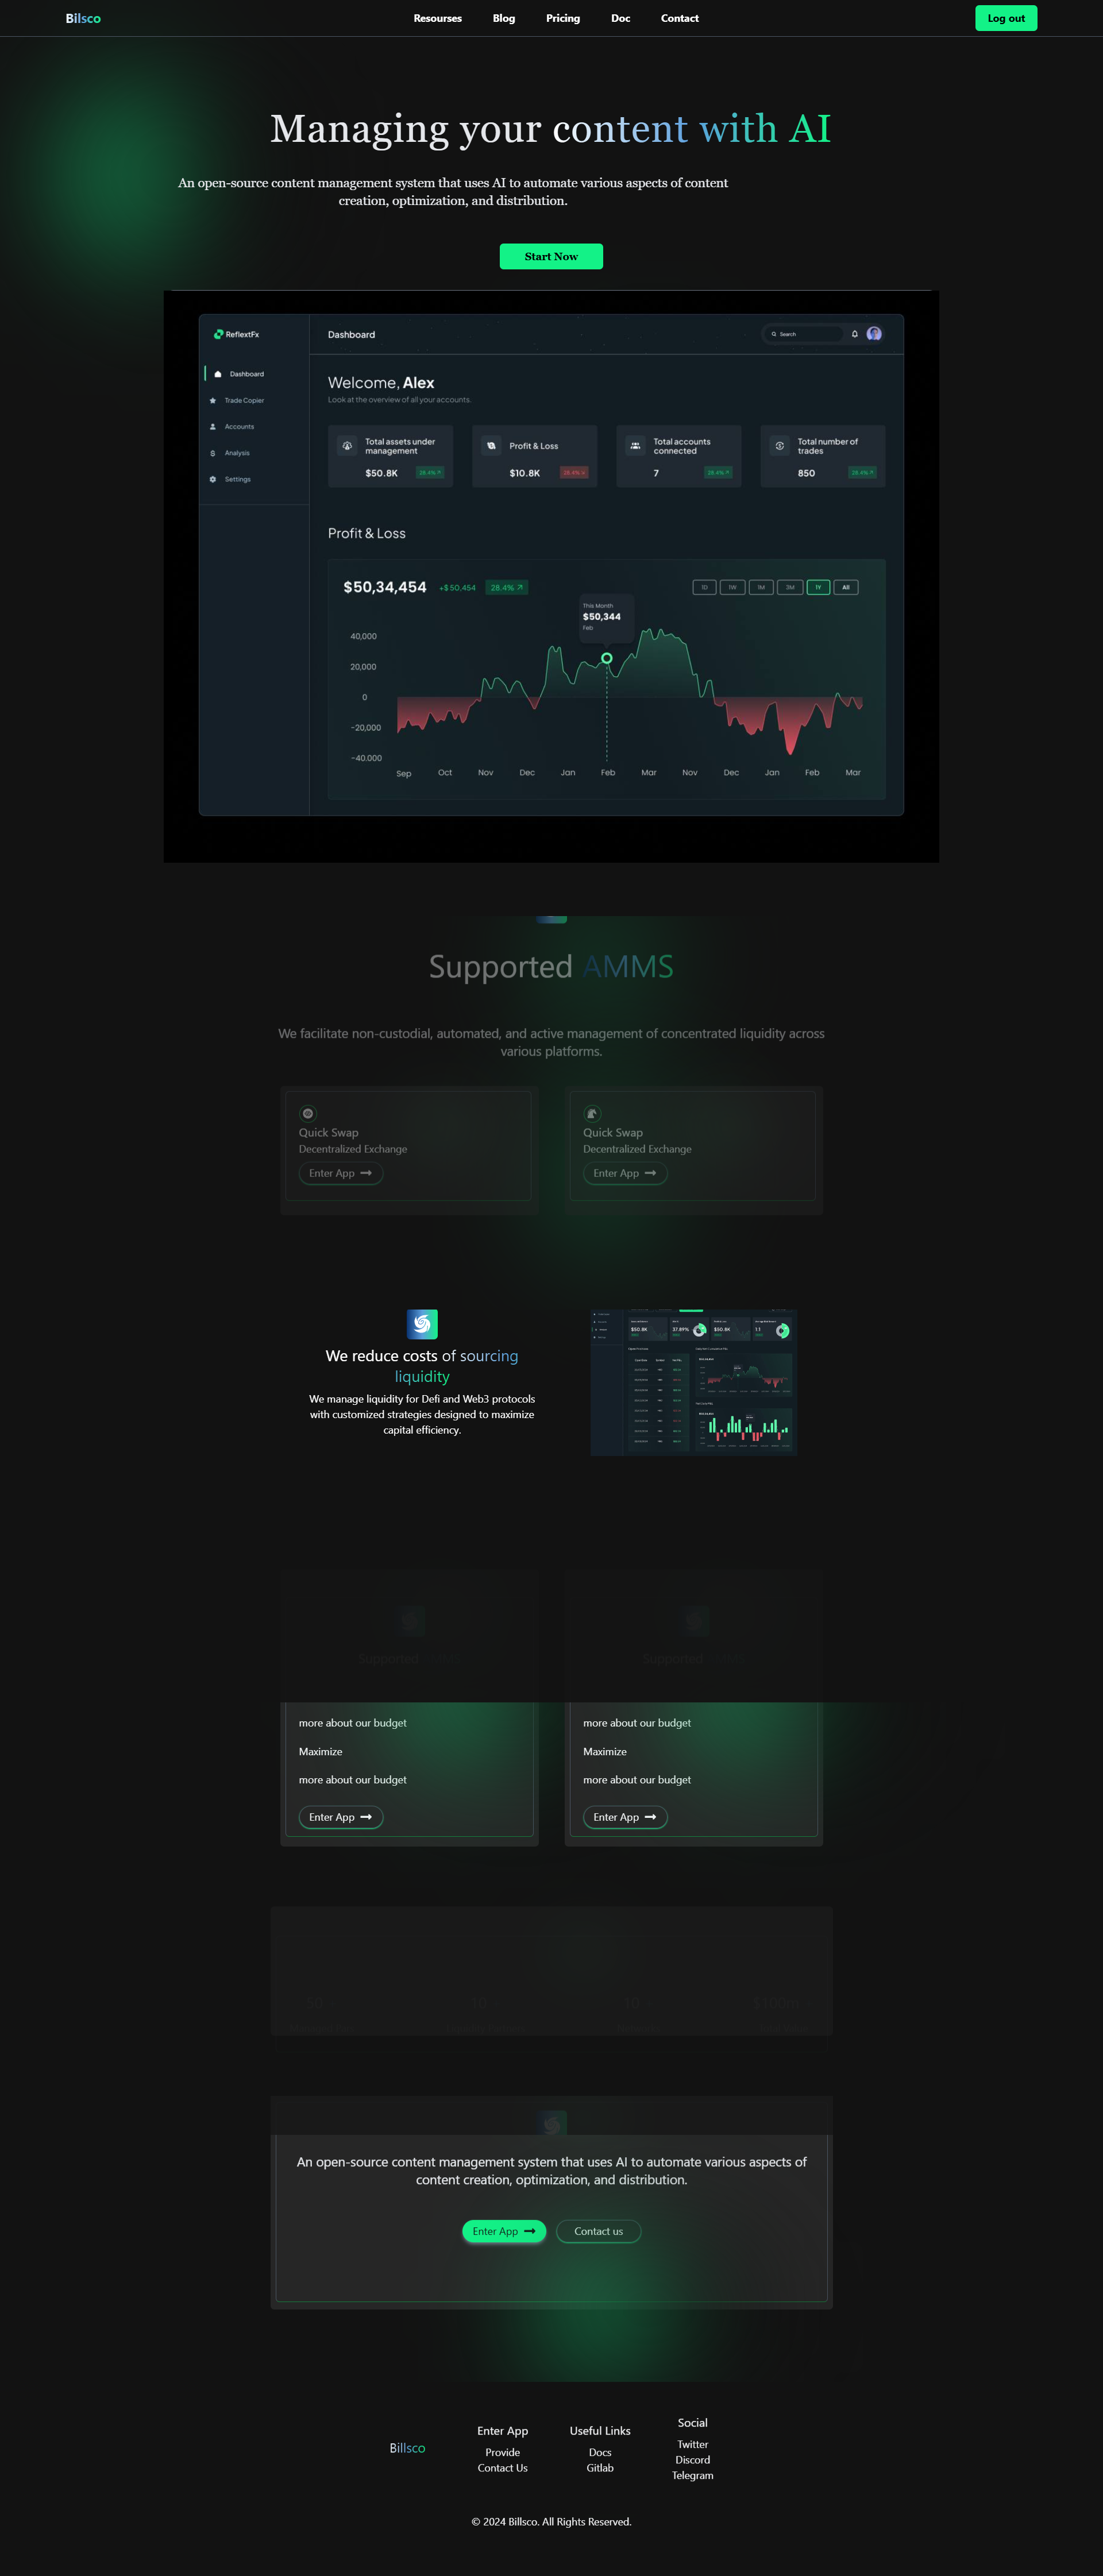 Bilsco
Resourses Blog Pricing Doc Contact
Log out
Managing your content with AI
An open-source content management system that uses AI to automate various aspects of content
creation, optimization, and distribution.
Start Now
ReflextFx
Dashboard
Search
Dashboard
Trade Copier
Accounts
Analysis
Settings
Welcome, Alex
Look at the overview of all your accounts.
Total assets under
management
$50.8K 28.4%
Profit & Loss
$10.8K 28.4%
Total accounts
connected
7 28.4%
Total number of
trades
850 28.4%
Profit & Loss
$50,34,454 +$50,454 28.4%
1D 1W 1M 3M 1Y All
This Month
$50,344
Feb
40,000
20,000
0
-20,000
-40.000
Sep Oct Nov Dec Jan Feb Mar Nov Dec Jan Feb Mar
Supported AMMS
We facilitate non-custodial, automated, and active management of concentrated liquidity across
various platforms.
Quick Swap
Decentralized Exchange
Enter App
Quick Swap
Decentralized Exchange
Enter App
We reduce costs of sourcing
liquidity
We manage liquidity for Defi and Web3 protocols
with customized strategies designed to maximize
capital efficiency.
$50.8K 37.89% $50.8K 1.1
Supported
Supported
more about our budget
Maximize
more about our budget
Enter App
more about our budget
Maximize
more about our budget
Enter App
An open-source content management system that uses AI to automate various aspects of
content creation, optimization, and distribution.
Enter App
Contact us
Billsco
Enter App
Provide
Contact Us
Useful Links
Docs
Gitlab
Social
Twitter
Discord
Telegram
© 2024 Billsco. All Rights Reserved.